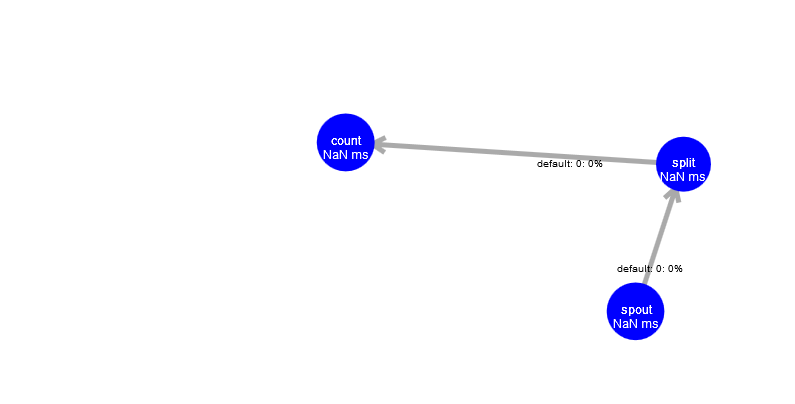 count
NaN ms
default: 0: 0%
split
NaN ms
default: 0: 0%
spout
NaN ms